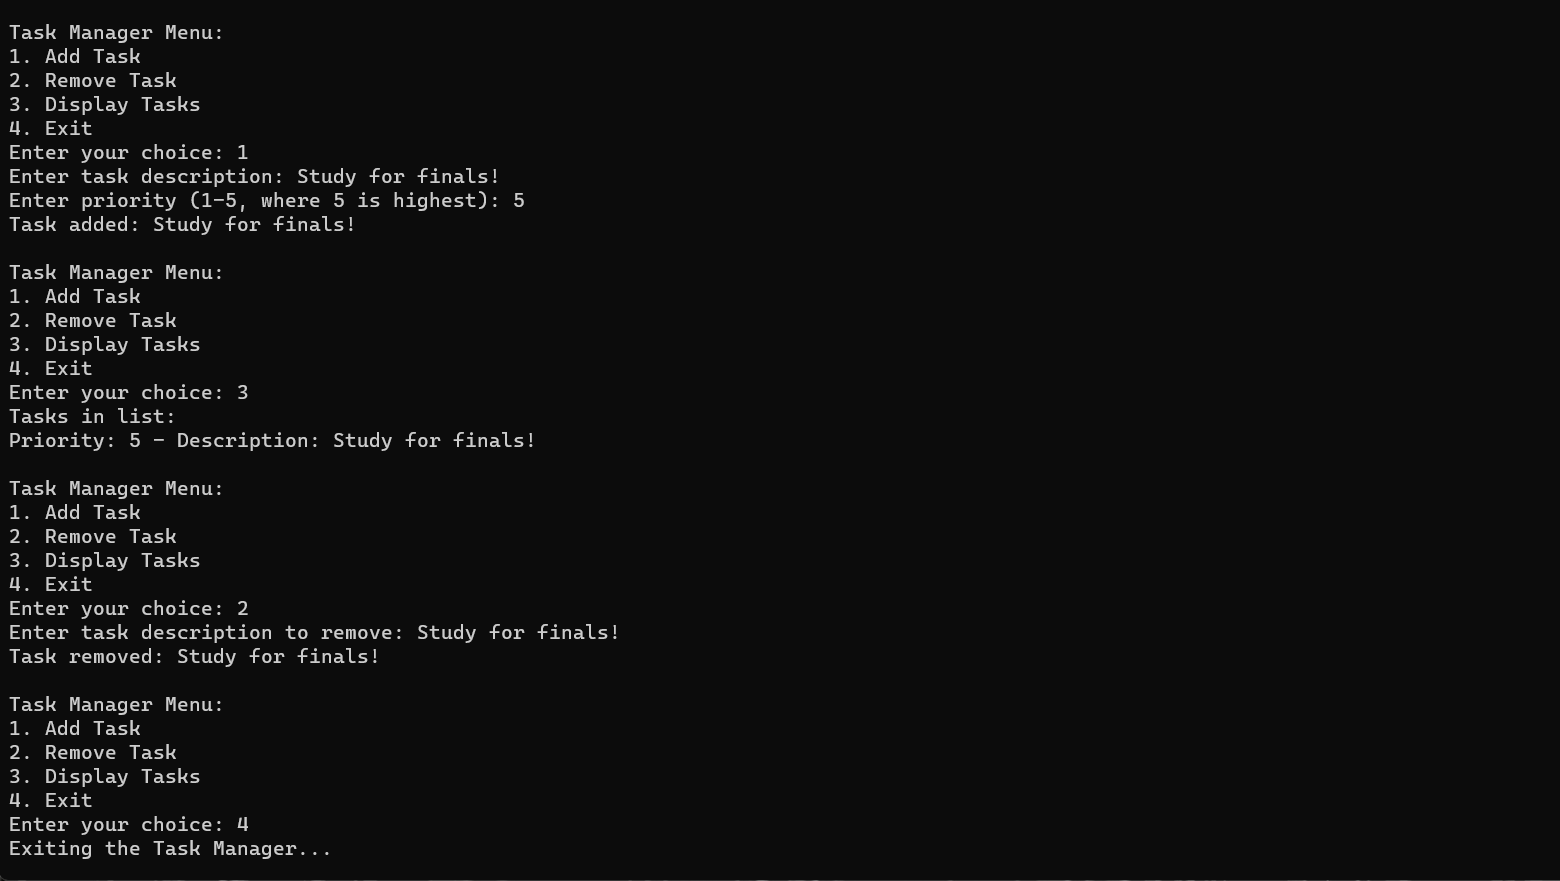 Task Manager Menu:
1. Add Task
2. Remove Task
3. Display Tasks
4. Exit
Enter your choice: 1
Enter task description: Study for finals!
Enter priority (1-5, where 5 is highest): 5
Task added: Study for finals!
Task Manager Menu:
1. Add Task
2. Remove Task
3. Display Tasks
4. Exit
Enter your choice: 3
Tasks in list:
Priority: 5 - Description: Study for finals!
Task Manager Menu:
1. Add Task
2. Remove Task
3. Display Tasks
4. Exit
Enter your choice: 2
Enter task description to remove: Study for finals!
Task removed: Study for finals!
Task Manager Menu:
1. Add Task
2. Remove Task
3. Display Tasks
4. Exit
Enter your choice: 4
Exiting the Task Manager...